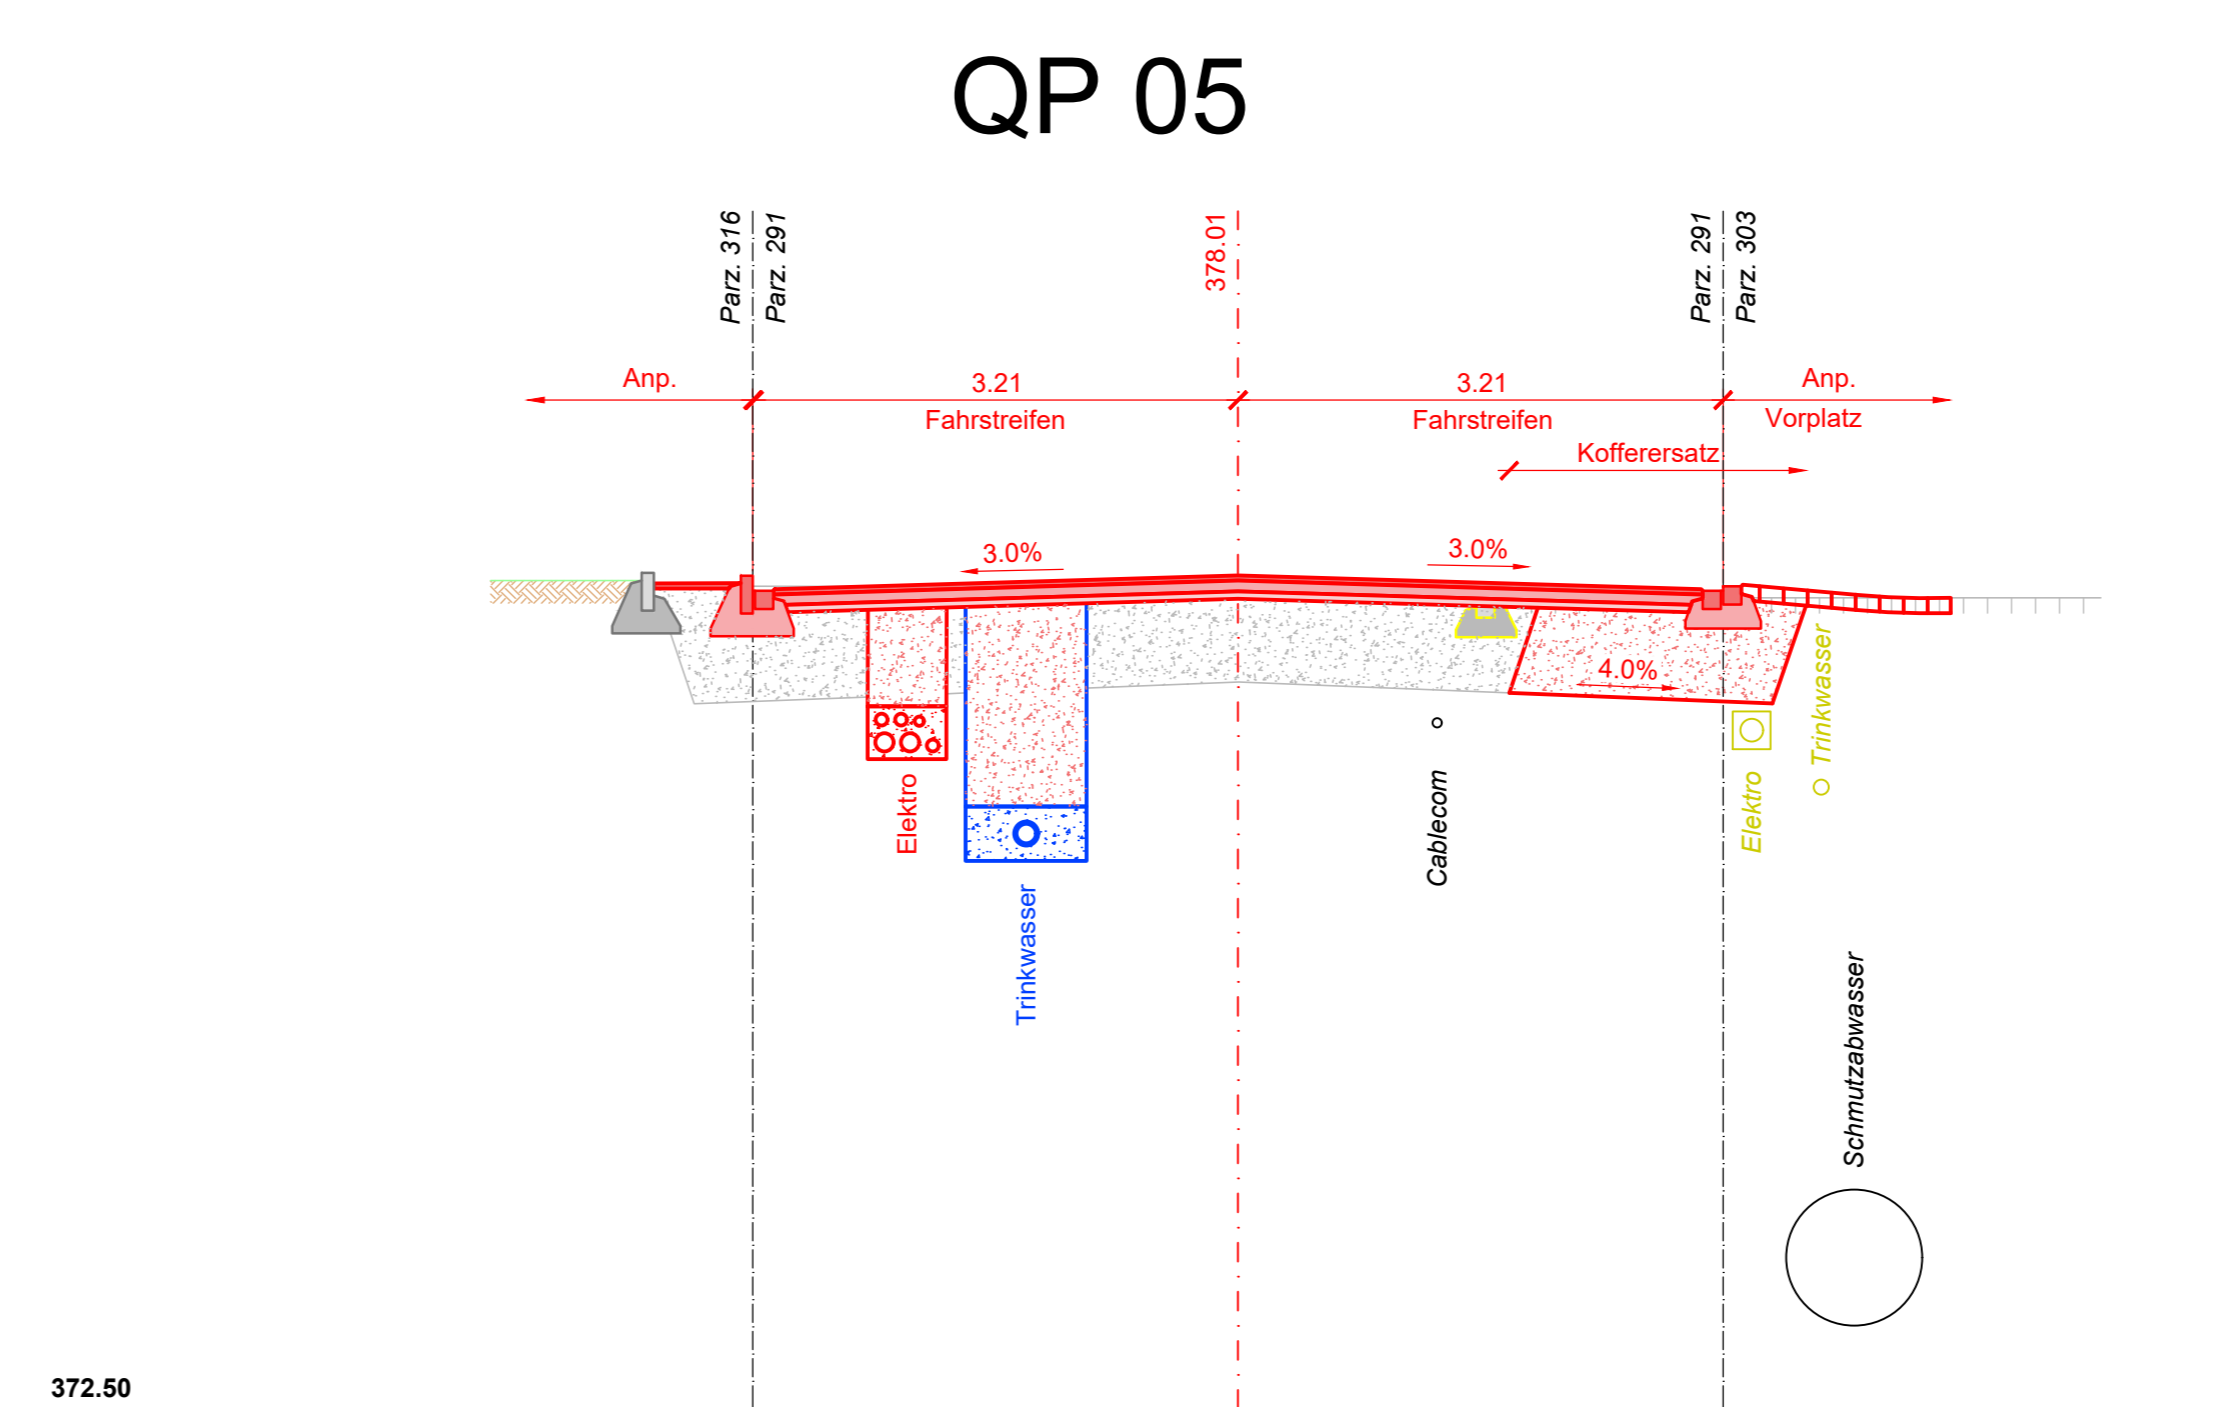 QP 05
Parz. 316
Parz. 291
378.01
Parz. 291
Parz. 303
Anp.
3.21
Fahrstreifen
3.21
Fahrstreifen
Anp.
Vorplatz
Kofferersatz
3.0%
3.0%
4.0%
Elektro
Trinkwasser
Cablecom
Elektro
Trinkwasser
Schmutzabwasser
372.50